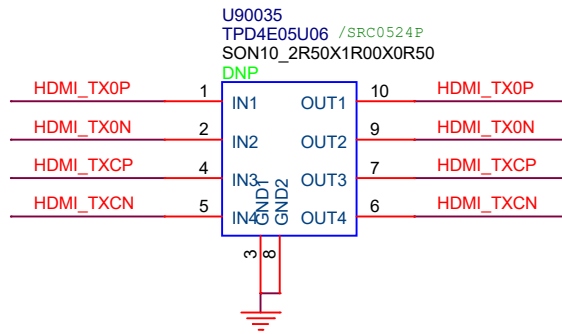 U90035
TPD4E05U06 /SRC0524P
SON10_2R50X1R00X0R50
DNP
HDMI_TX0P 1 IN1 OUT1 10 HDMI_TX0P
HDMI_TX0N 2 IN2 OUT2 9 HDMI_TX0N
HDMI_TXCP 4 IN3 OUT3 7 HDMI_TXCP
HDMI_TXCN 5 IN4 OUT4 6 HDMI_TXCN
GND1
GND2
3
8